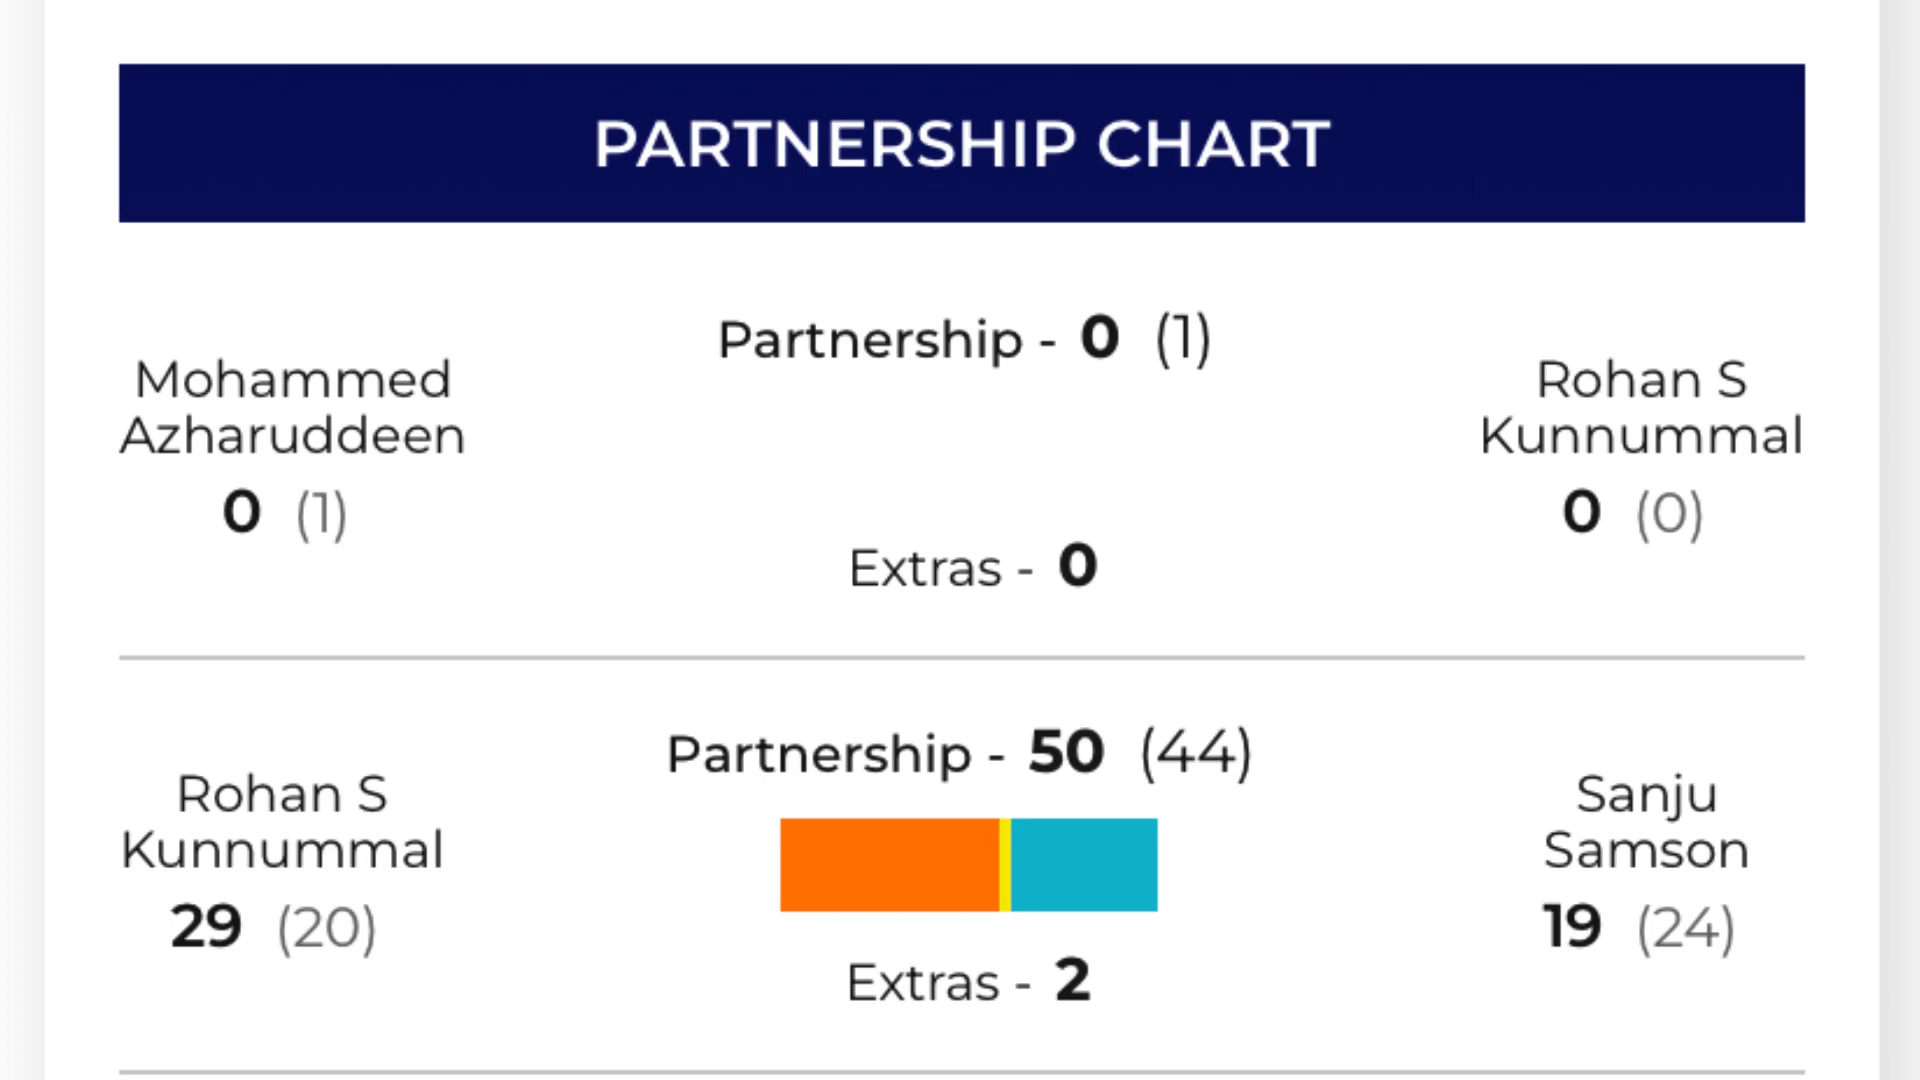 PARTNERSHIP CHART
Partnership - 0 (1)
Mohammed
Azharuddeen
0 (1)
Rohan S
Kunnummal
0 (0)
Extras - 0
Partnership - 50 (44)
Rohan S
Kunnummal
29 (20)
Sanju
Samson
19 (24)
Extras - 2